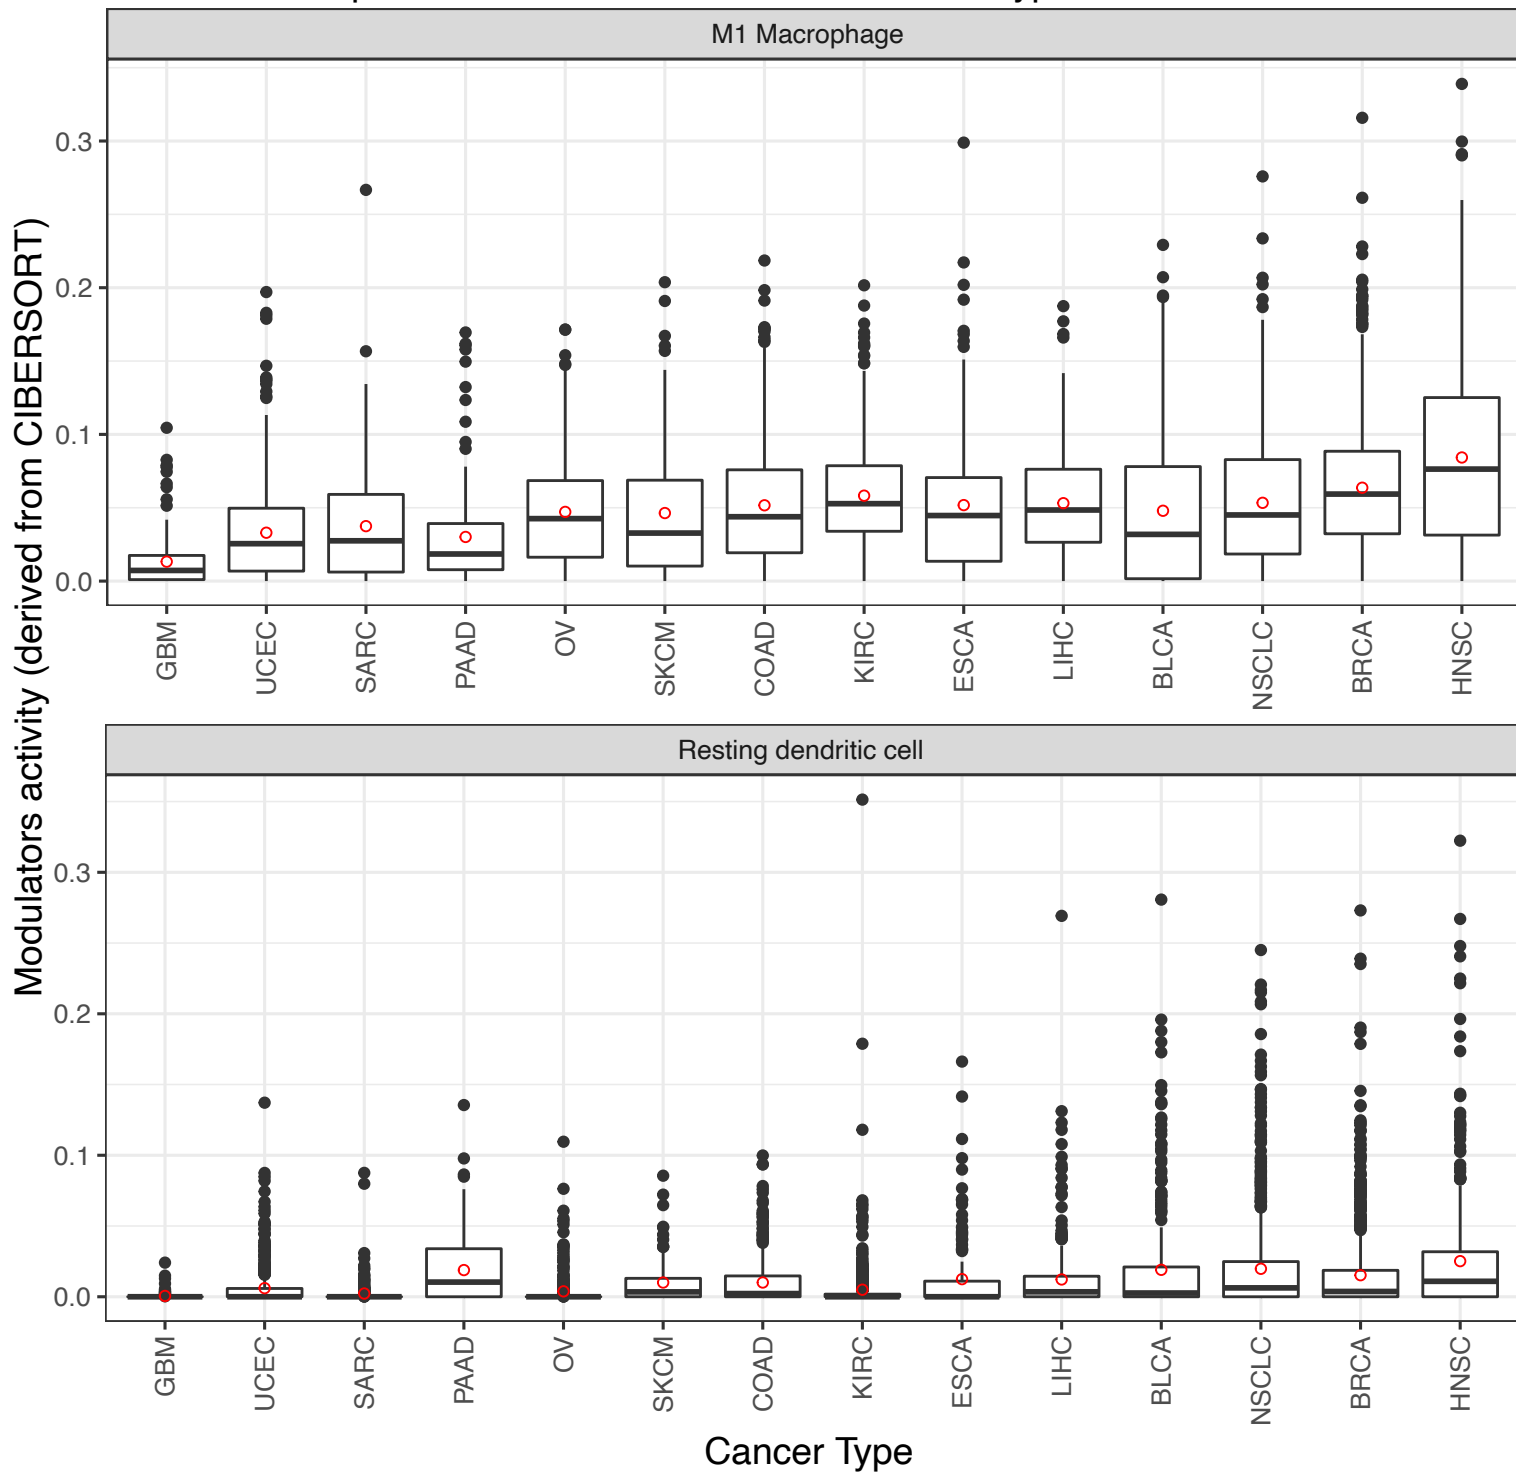 M1 Macrophage
0.3
0.2
0.1
0.0
GBM
UCEC
SARC
PAAD
OV
SKCM
COAD
KIRC
ESCA
LIHC
BLCA
NSCLC
BRCA
HNSC
Modulators activity (derived from CIBERSORT)
Resting dendritic cell
0.3
0.2
0.1
0.0
GBM
UCEC
SARC
PAAD
OV
SKCM
COAD
KIRC
ESCA
LIHC
BLCA
NSCLC
BRCA
HNSC
Cancer Type